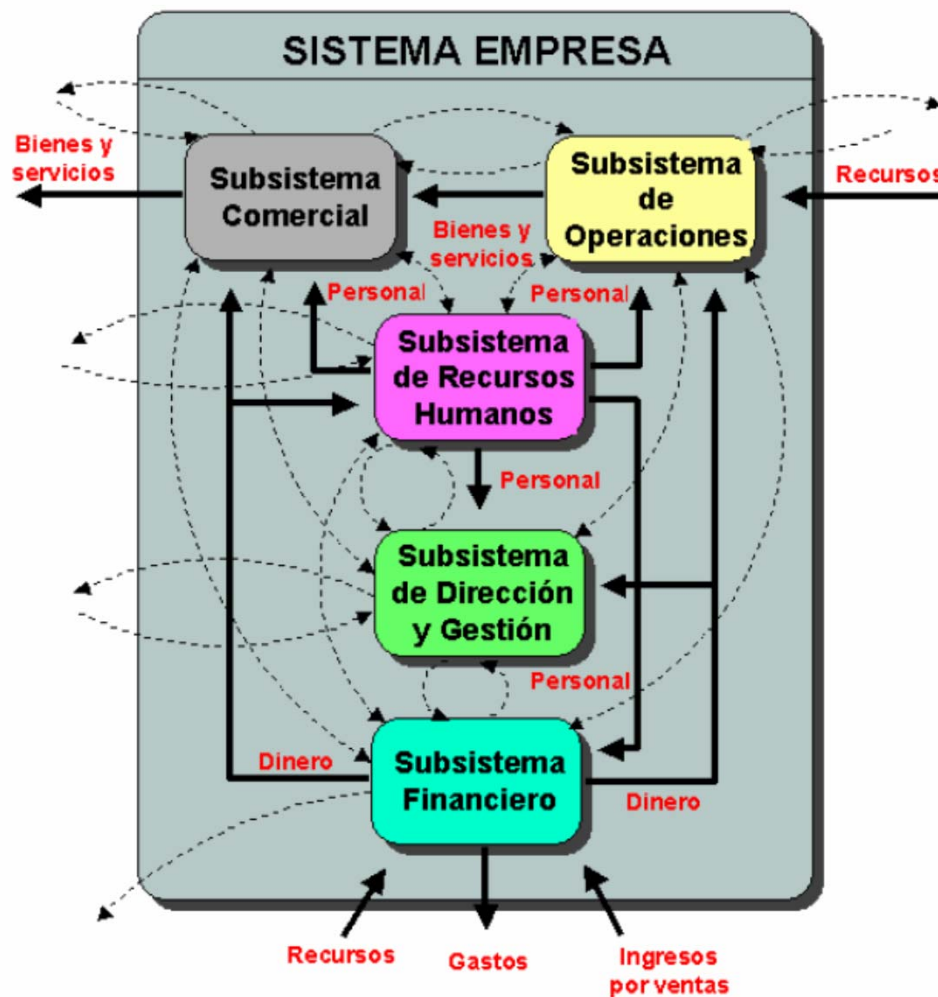 SISTEMA EMPRESA
Bienes y
servicios
Subsistema
Comercial
Subsistema
de
Operaciones
Recursos
Bienes y
servicios
Personal
Personal
Subsistema
de Recursos
Humanos
Personal
Subsistema
de Dirección
y Gestión
Personal
Dinero
Subsistema
Financiero
Dinero
Recursos
Gastos
Ingresos
por ventas